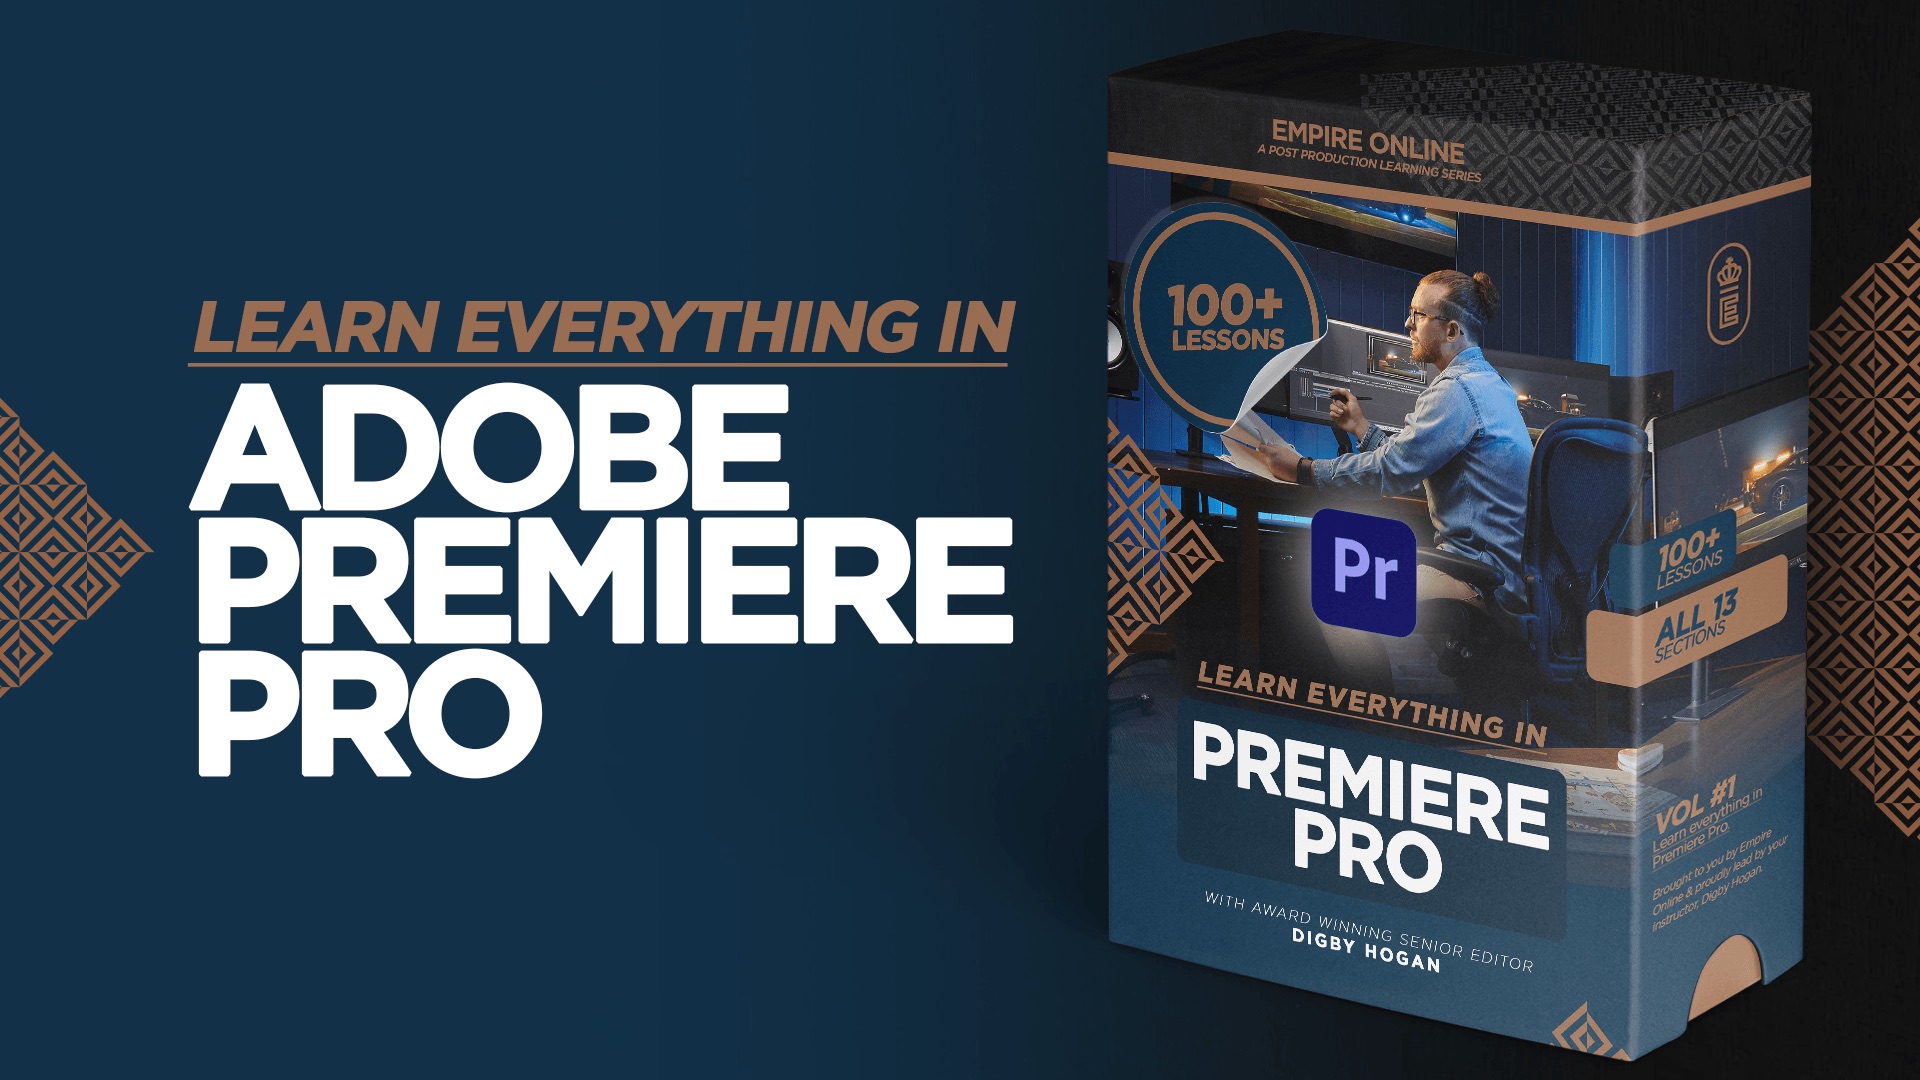 LEARN EVERYTHING IN
ADOBE
PREMIERE
PRO
EMPIRE ONLINE
A POST PRODUCTION LEARNING SERIES
100+
LESSONS
Pr
LEARN EVERYTHING IN
PREMIERE
PRO
WITH AWARD WINNING SENIOR EDITOR
DIGBY HOGAN
100+
LESSONS
ALL 13
SECTIONS
VOL #1
Learn everything in
Premiere Pro.
Brought to you by Empire
Online & proudly lead by your
instructor, Digby Hogan.